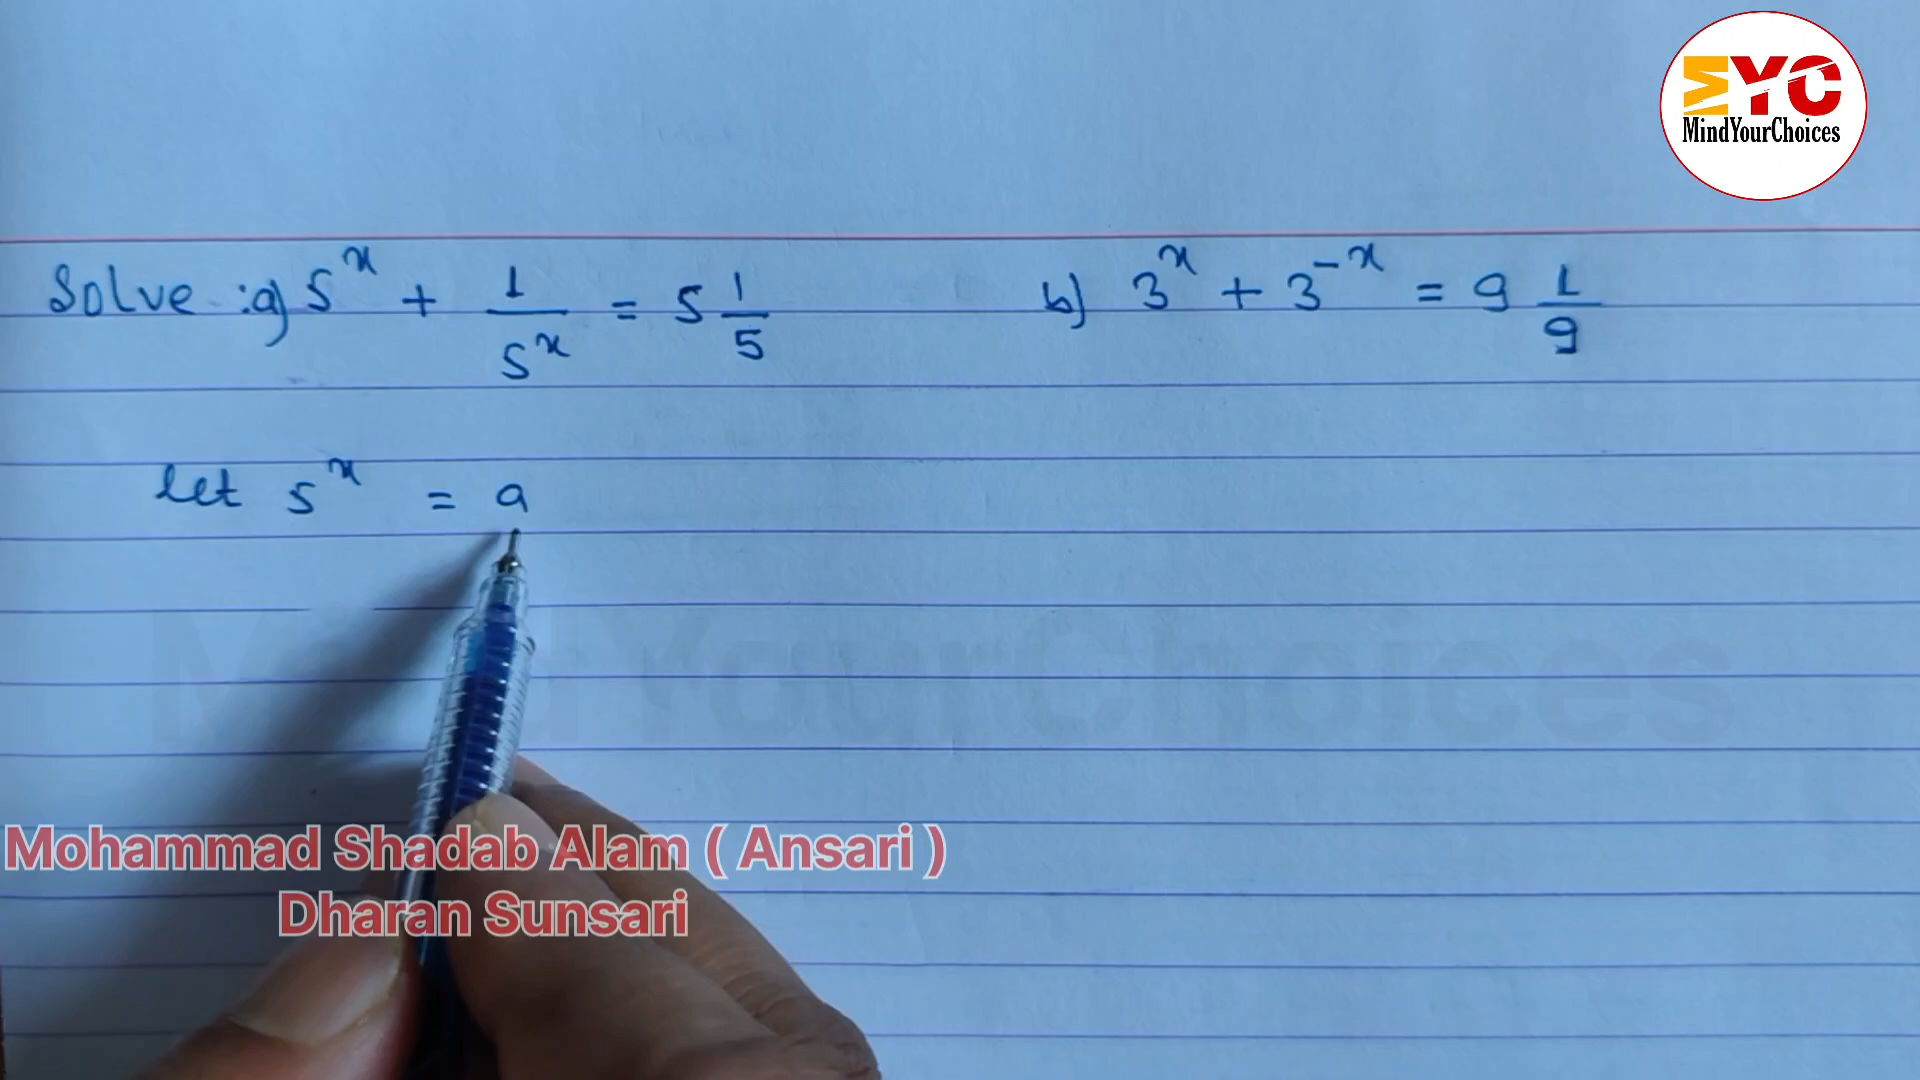 MYC
MindYourChoices
Solve :a) 5^x + 1/5^x = 5 1/5
b) 3^x + 3^-x = 9 1/9
let 5^x = a
MindYourChoices
Mohammad Shadab Alam ( Ansari )
Dharan Sunsari